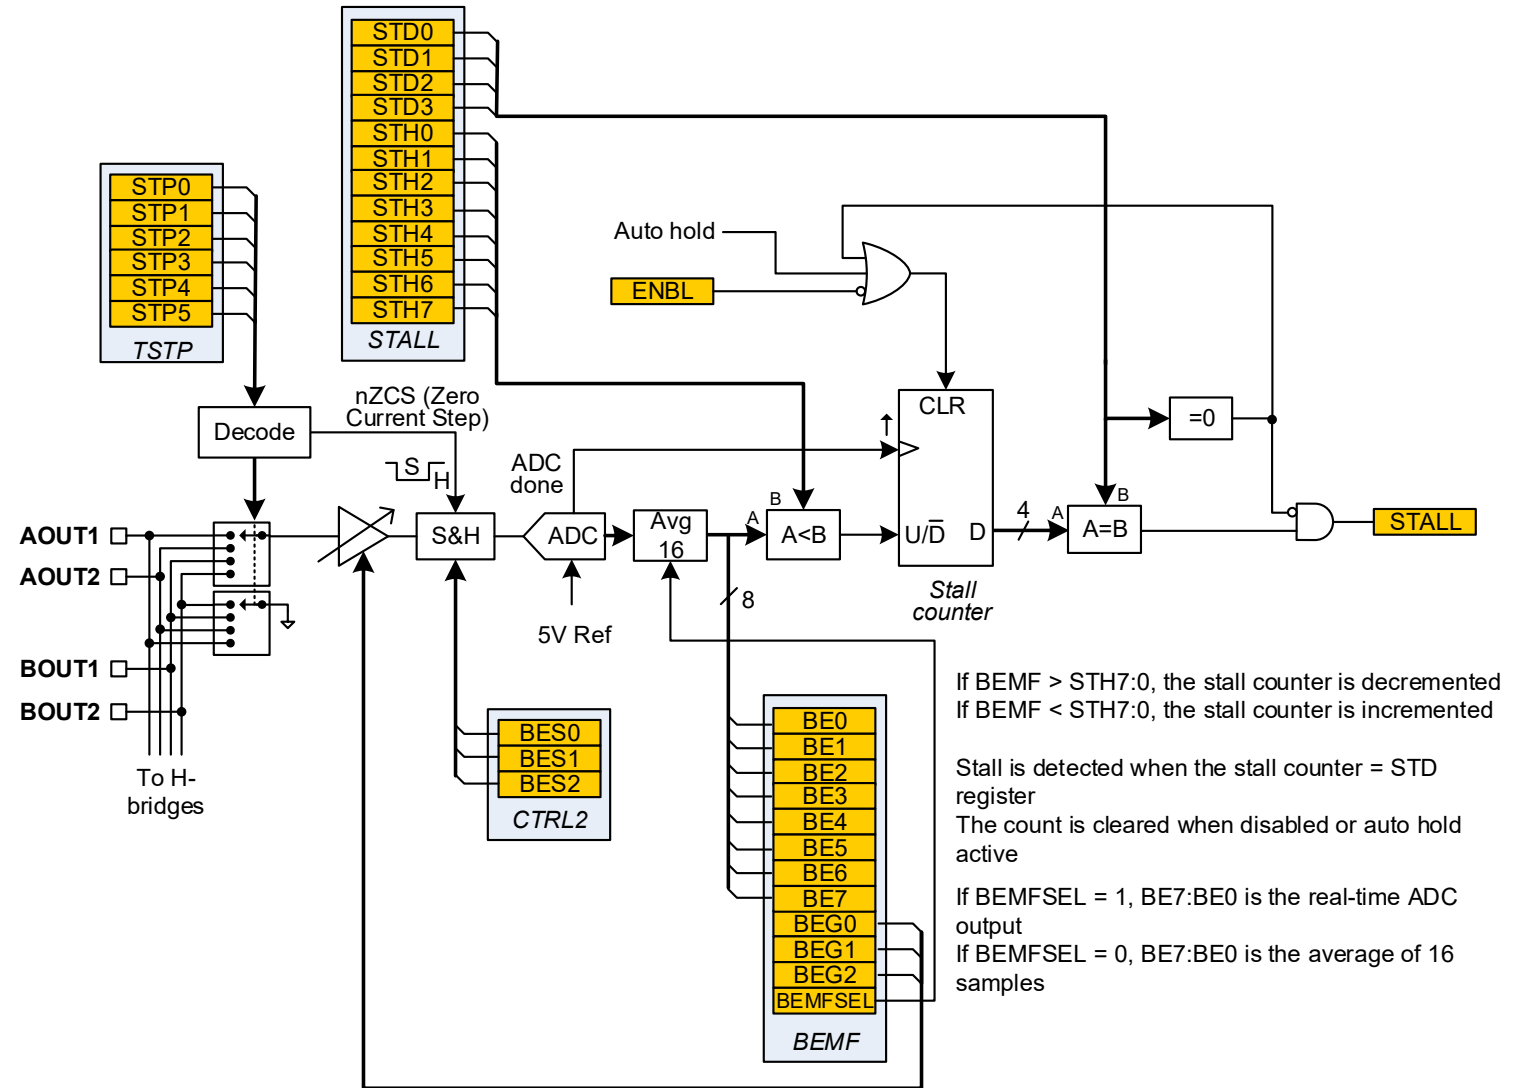 STD0
STD1
STD2
STD3
STH0
STH1
STH2
STH3
STH4
STH5
STH6
STH7
STALL
STP0
STP1
STP2
STP3
STP4
STP5
TSTP
Auto hold
ENBL
nZCS (Zero
Current Step)
Decode
S
H
ADC
done
CLR
=0
B
B
4
A
A
AOUT1
AOUT2
BOUT1
BOUT2
S&H
ADC
Avg
16
A<B
U/D̅
D
A=B
STALL
Stall
counter
8
5V Ref
To H-
bridges
BES0
BES1
BES2
CTRL2
BE0
BE1
BE2
BE3
BE4
BE5
BE6
BE7
BEG0
BEG1
BEG2
BEMFSEL
BEMF
If BEMF > STH7:0, the stall counter is decremented
If BEMF < STH7:0, the stall counter is incremented
Stall is detected when the stall counter = STD
register
The count is cleared when disabled or auto hold
active
If BEMFSEL = 1, BE7:BE0 is the real-time ADC
output
If BEMFSEL = 0, BE7:BE0 is the average of 16
samples